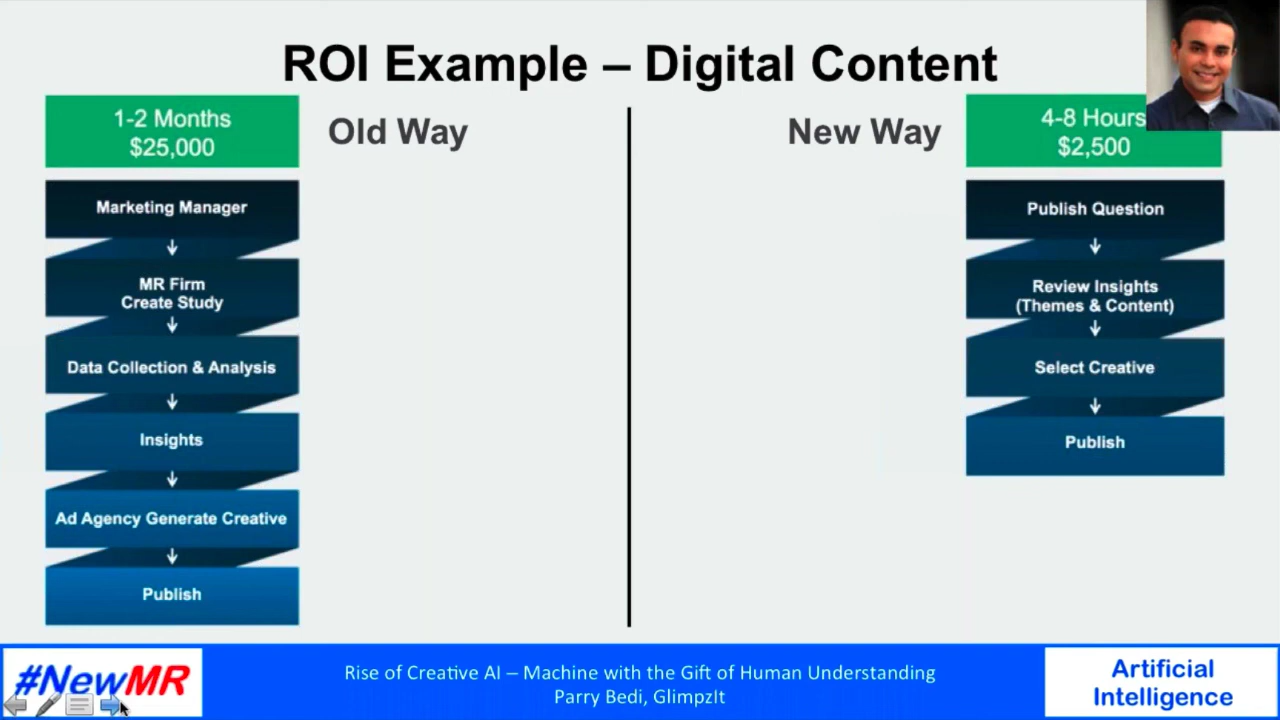 ROI Example – Digital Content
1-2 Months
$25,000
Old Way
Marketing Manager
MR Firm
Create Study
Data Collection & Analysis
Insights
Ad Agency Generate Creative
Publish
New Way
4-8 Hours
$2,500
Publish Question
Review Insights
(Themes & Content)
Select Creative
Publish
#NewMR
Rise of Creative AI – Machine with the Gift of Human Understanding
Parry Bedi, GlimpzIt
Artificial
Intelligence